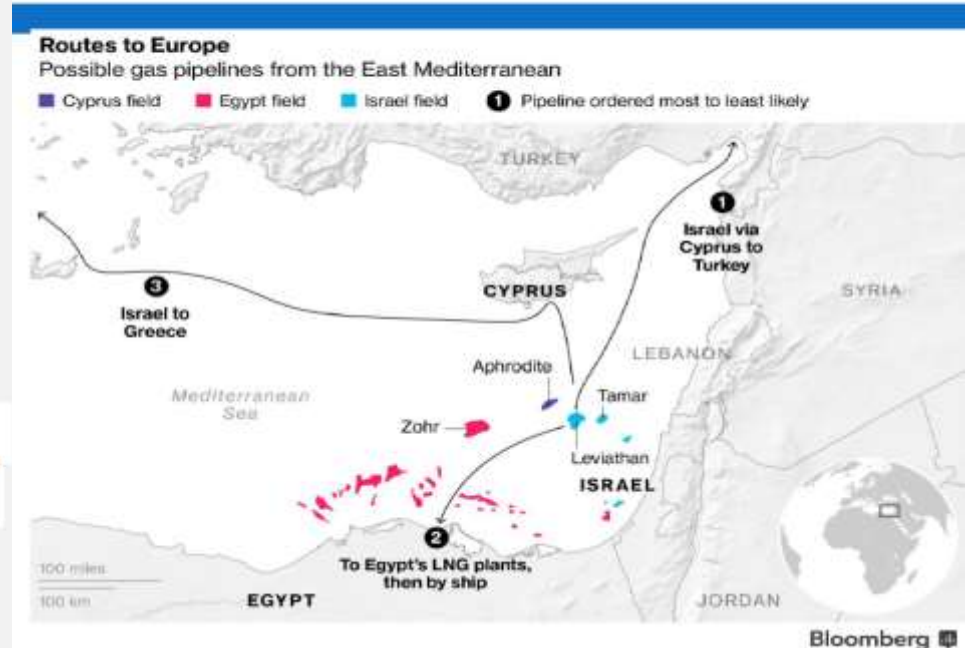 Routes to Europe
Possible gas pipelines from the East Mediterranean
Cyprus field
Egypt field
Israel field
1 Pipeline ordered most to least likely
TURKEY
1
Israel via
Cyprus to
Turkey
CYPRUS
SYRIA
3
Israel to
Greece
LEBANON
Aphrodite
Mediterranean
Sea
Tamar
Zohr
Leviathan
ISRAEL
2
To Egypt's LNG plants,
then by ship
100 miles
100 km
EGYPT
JORDAN
Bloomberg